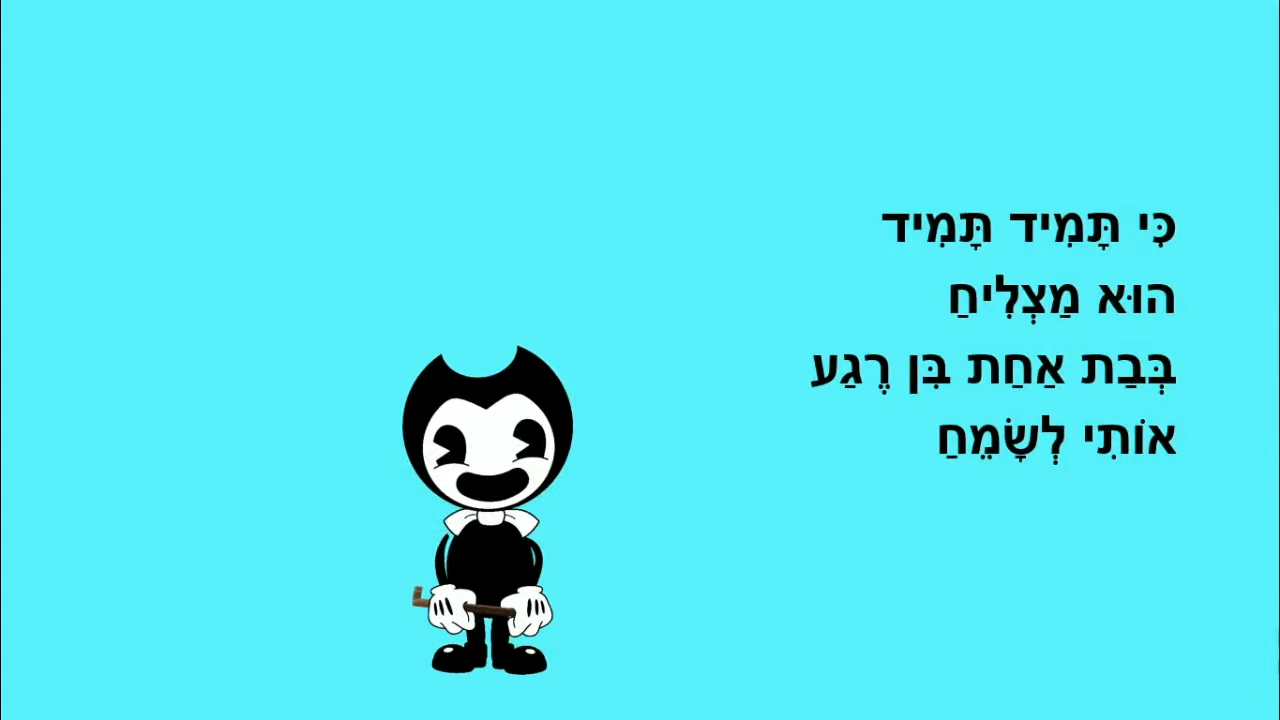 כִּי תָּמִיד תָּמִיד
הוּא מַצְלִיחַ
בְּבַת אַחַת בִּן רֶגַע
אוֹתִי לְשָׂמֵחַ